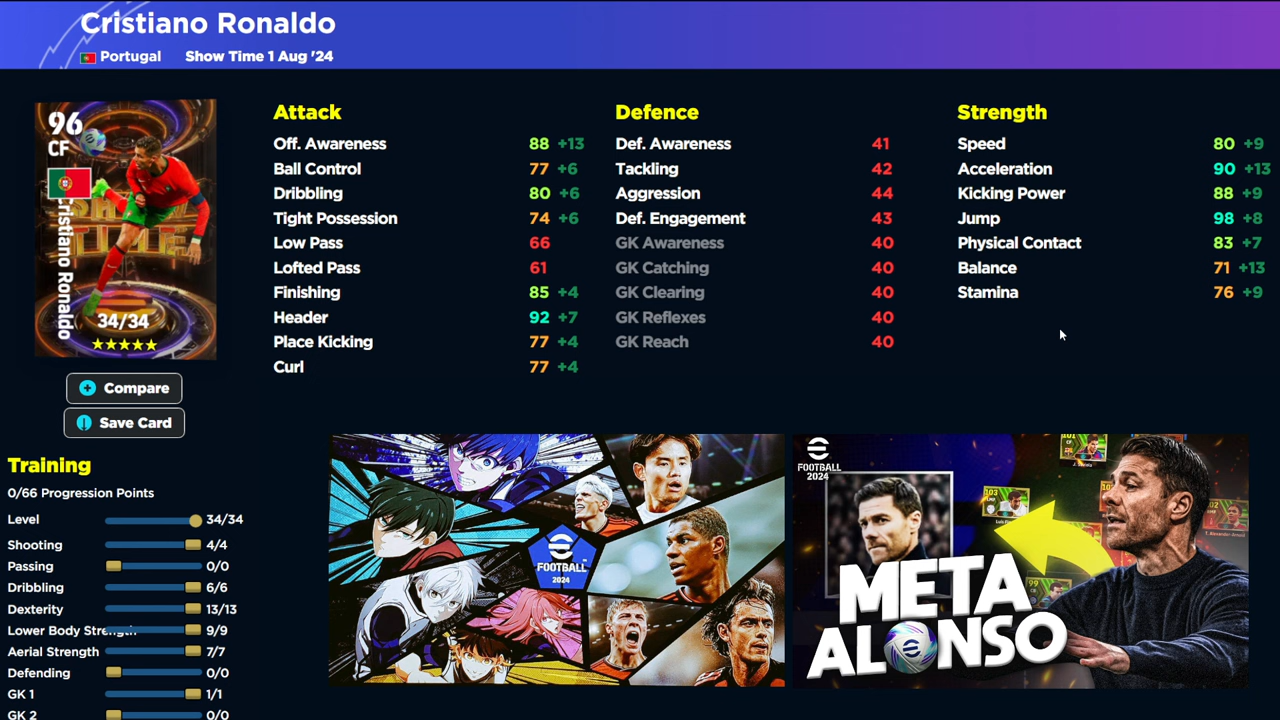 Cristiano Ronaldo
Portugal Show Time 1 Aug '24
96
CF
Cristiano Ronaldo
SHOW
TIME
34/34
★★★★★
Compare
Save Card
Attack
Off. Awareness 88 +13
Ball Control 77 +6
Dribbling 80 +6
Tight Possession 74 +6
Low Pass 66
Lofted Pass 61
Finishing 85 +4
Header 92 +7
Place Kicking 77 +4
Curl 77 +4
Defence
Def. Awareness 41
Tackling 42
Aggression 44
Def. Engagement 43
GK Awareness 40
GK Catching 40
GK Clearing 40
GK Reflexes 40
GK Reach 40
Strength
Speed 80 +9
Acceleration 90 +13
Kicking Power 88 +9
Jump 98 +8
Physical Contact 83 +7
Balance 71 +13
Stamina 76 +9
Training
0/66 Progression Points
Level 34/34
Shooting 4/4
Passing 0/0
Dribbling 6/6
Dexterity 13/13
Lower Body Strength 9/9
Aerial Strength 7/7
Defending 0/0
GK 1 1/1
GK 2 0/0
FOOTBALL
2024
FOOTBALL
2024
103
99
102
T. Alexander-Arnold
META
ALONSO